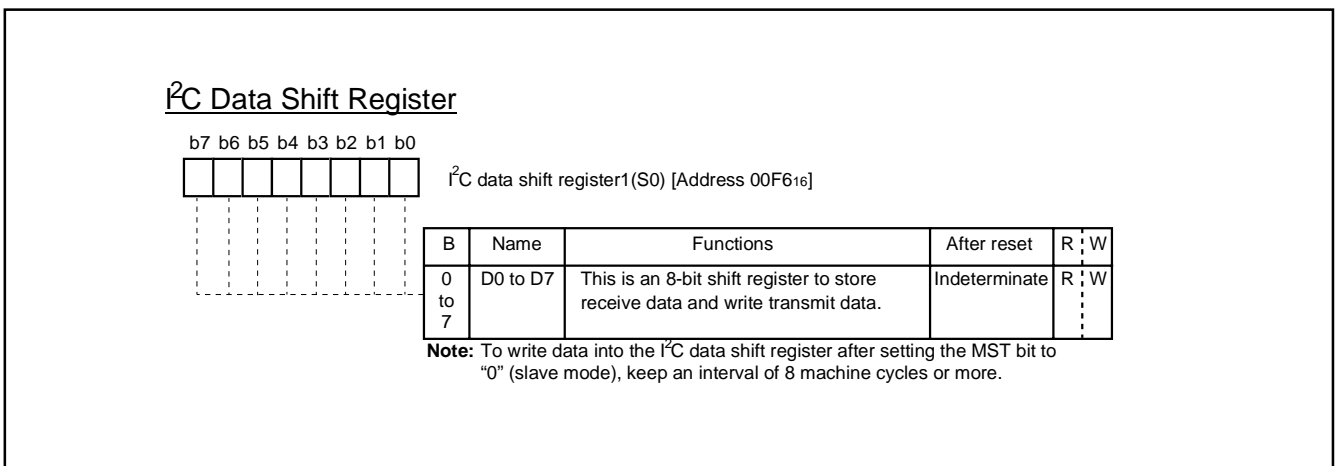 I²C Data Shift Register
b7 b6 b5 b4 b3 b2 b1 b0
I²C data shift register1(S0) [Address 00F6₁₆]
B Name Functions After reset R W
0 to 7 D0 to D7 This is an 8-bit shift register to store receive data and write transmit data. Indeterminate R W
Note: To write data into the I²C data shift register after setting the MST bit to
“0” (slave mode), keep an interval of 8 machine cycles or more.